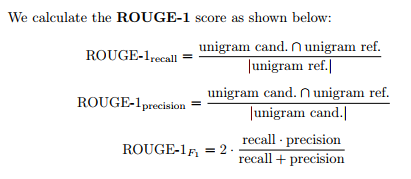 We calculate the ROUGE-1 score as shown below:
ROUGE-1recall = unigram cand. ∩ unigram ref. / |unigram ref.|
ROUGE-1precision = unigram cand. ∩ unigram ref. / |unigram cand.|
ROUGE-1F1 = 2 · recall · precision / recall + precision